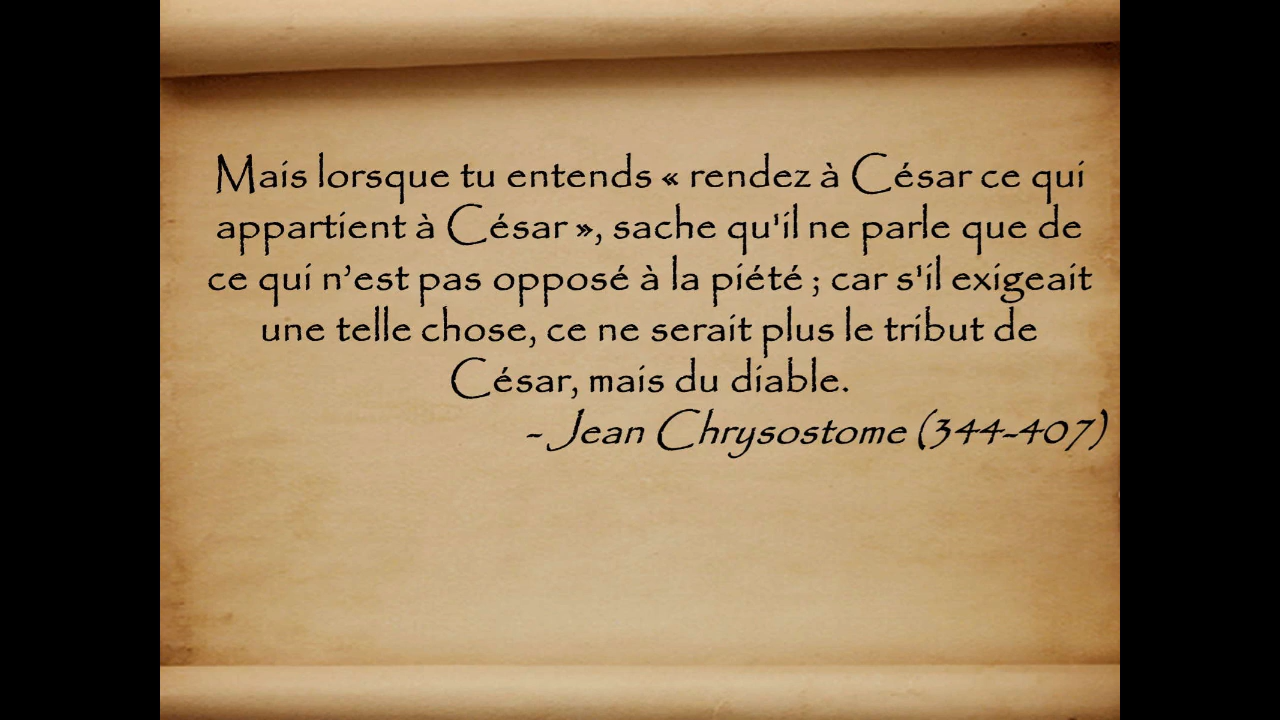 Mais lorsque tu entends « rendez à César ce qui
appartient à César », sache qu'il ne parle que de
ce qui n’est pas opposé à la piété ; car s'il exigeait
une telle chose, ce ne serait plus le tribut de
César, mais du diable.
- Jean Chrysostome (344-407)